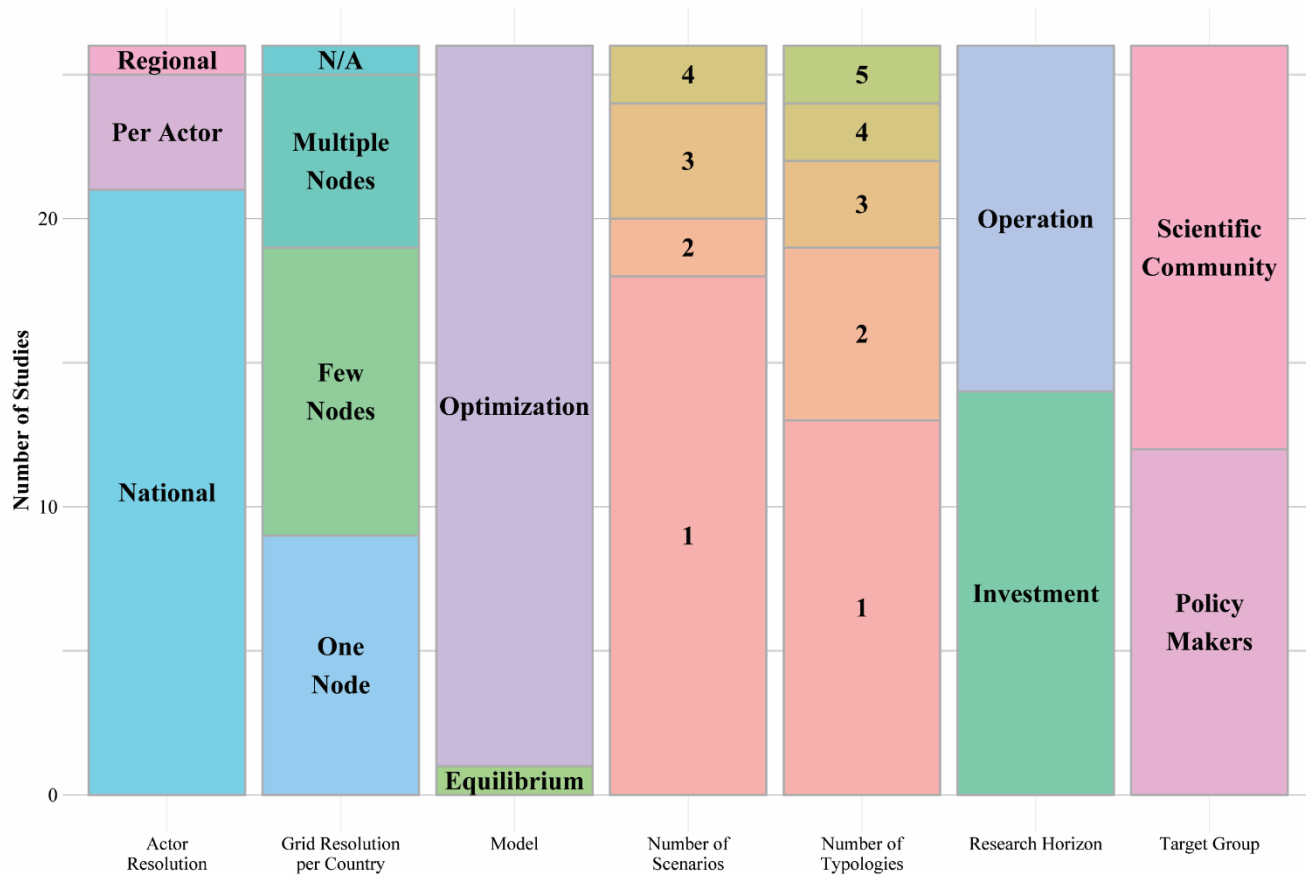 Number of Studies
20
10
0
Regional
Per Actor
National
N/A
Multiple
Nodes
Few
Nodes
One
Node
Optimization
Equilibrium
4
3
2
1
5
4
3
2
1
Operation
Investment
Scientific
Community
Policy
Makers
Actor
Resolution
Grid Resolution
per Country
Model
Number of
Scenarios
Number of
Typologies
Research Horizon
Target Group